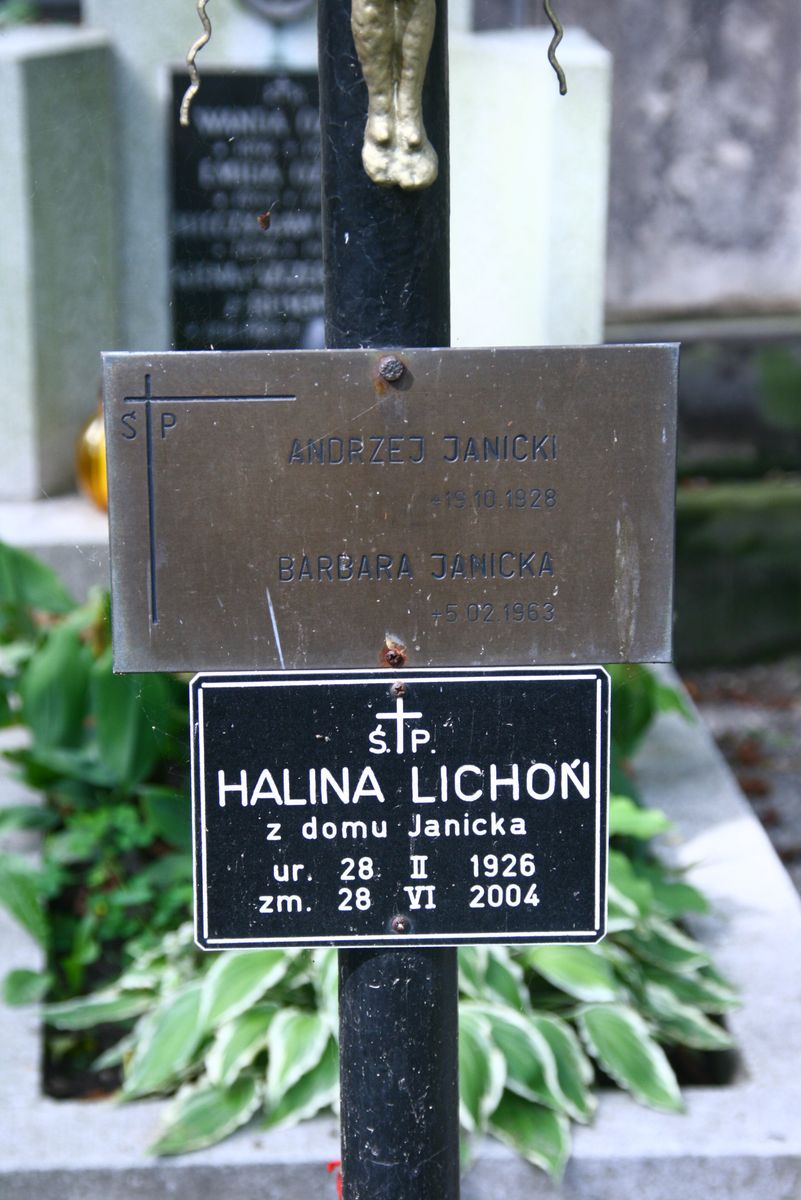 Ś P
ANDRZEJ JANICKI
+19.10.1928
BARBARA JANICKA
+5.02.1963
Ś.P.
HALINA LICHOŃ
z domu Janicka
ur. 28 II 1926
zm. 28 VI 2004